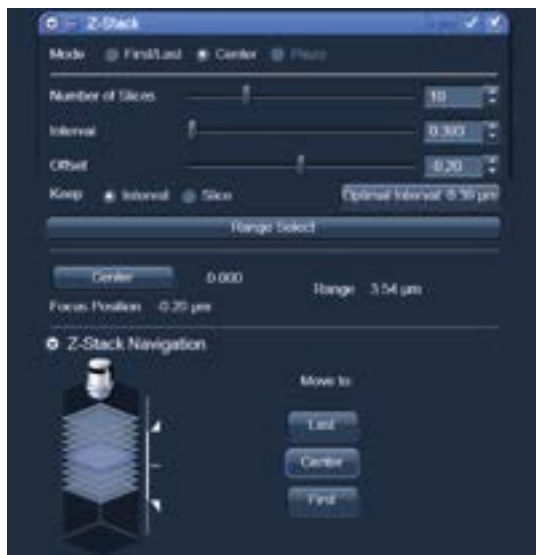 Z-Stack
Mode First/Last Center
Number of Slices 10
Interval 0.393
Offset -0.20
Keep Interval Slice Optimal Interval: 0.39 µm
Range Select
Center 0.000 Range 3.54 µm
Focus Position -0.20 µm
Z-Stack Navigation
Move to
Last
Center
First